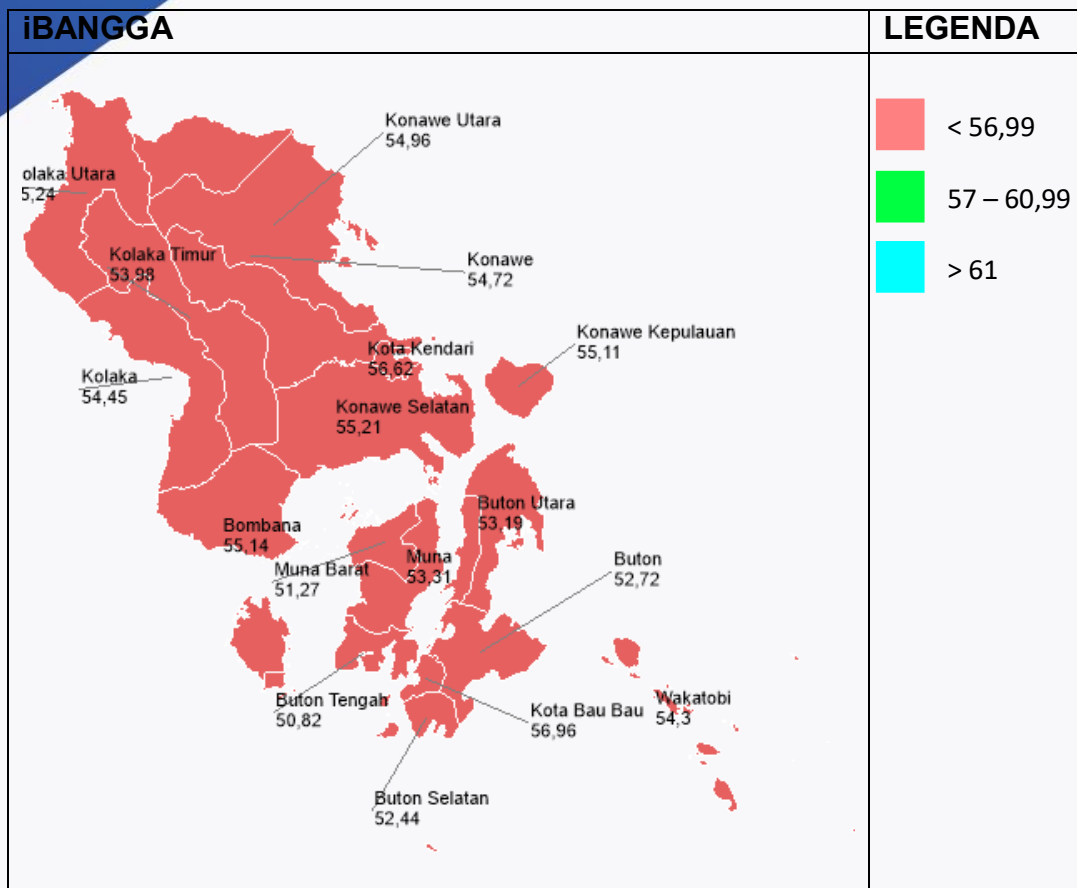 iBANGGA
LEGENDA
< 56,99
57 – 60,99
> 61
Konawe Utara
54,96
olaka Utara
5,24
Kolaka Timur
53,98
Konawe
54,72
Konawe Kepulauan
55,11
Kota Kendari
56,62
Kolaka
54,45
Konawe Selatan
55,21
Buton Utara
53,19
Bombana
55,14
Muna
53,31
Muna Barat
51,27
Buton
52,72
Buton Tengah
50,82
Kota Bau Bau
56,96
Wakatobi
54,3
Buton Selatan
52,44